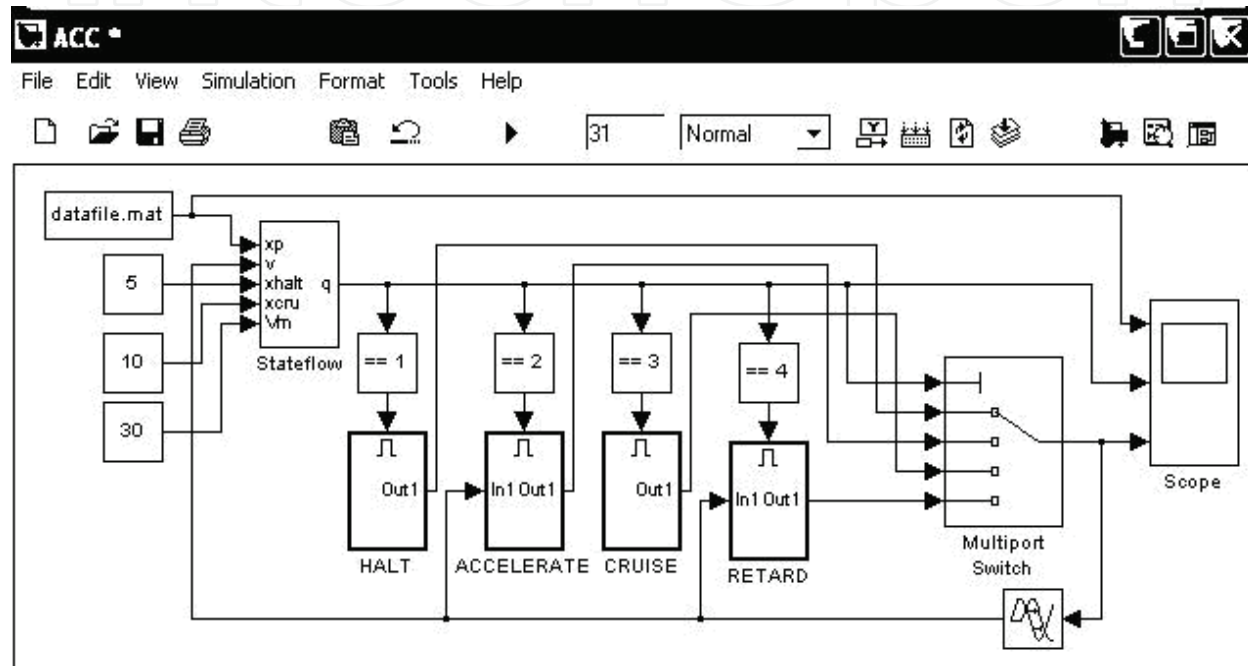 ACC *
File Edit View Simulation Format Tools Help
31 Normal
datafile.mat
5
10
30
xp
v
xhalt q
xcru
Vm
Stateflow
== 1
== 2
== 3
== 4
Out1
HALT
In1 Out1
ACCELERATE
Out1
CRUISE
In1 Out1
RETARD
Multiport
Switch
Scope